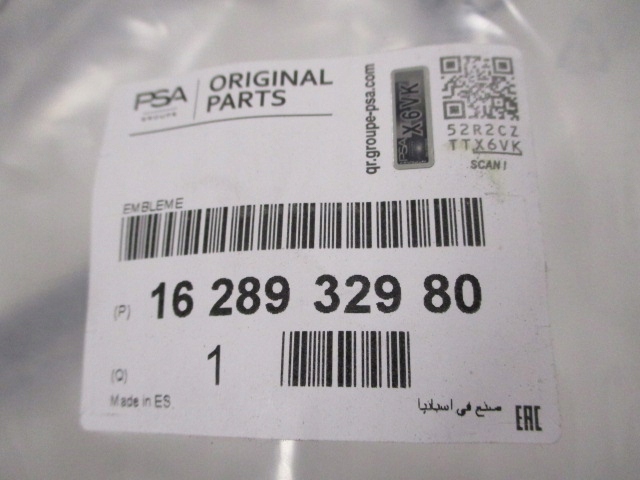 PSA
GROUPE
ORIGINAL
PARTS
qr.groupe-psa.com
PSA X6VK
52R2CZ
TTX6VK
SCAN !
EMBLEME
(P) 16 289 329 80
(Q) 1
Made in ES
صنع في اسبانيا
EAC